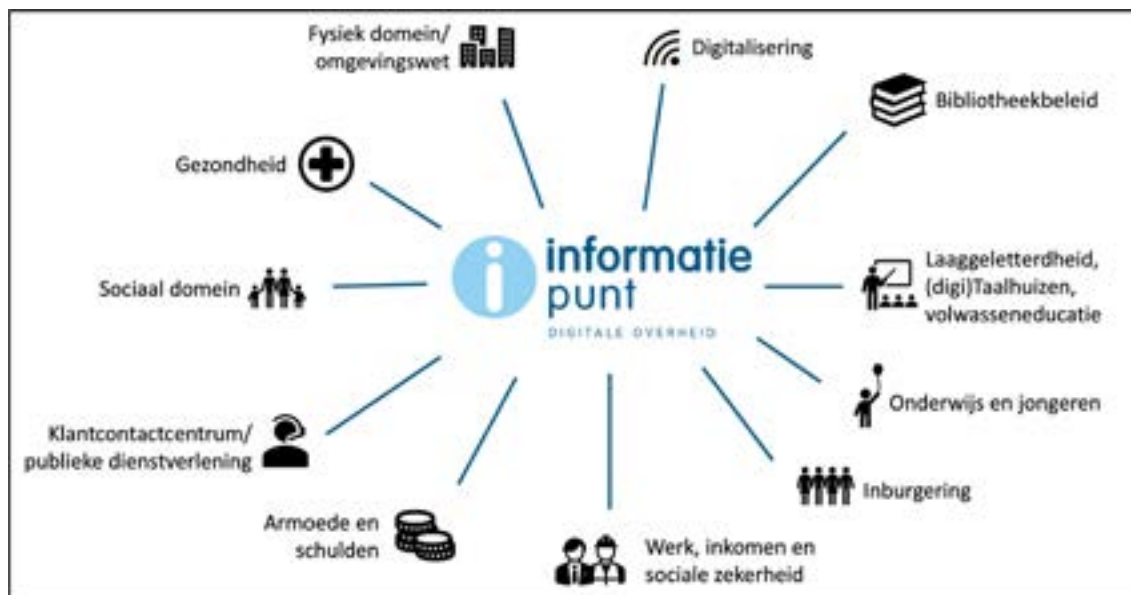 Fysiek domein/
omgevingswet
Digitalisering
Bibliotheekbeleid
Gezondheid
informatie
punt
DIGITALE OVERHEID
Laaggeletterdheid,
(digi)Taalhuizen,
volwasseneducatie
Sociaal domein
Onderwijs en jongeren
Klantcontactcentrum/
publieke dienstverlening
Inburgering
Armoede en
schulden
Werk, inkomen en
sociale zekerheid